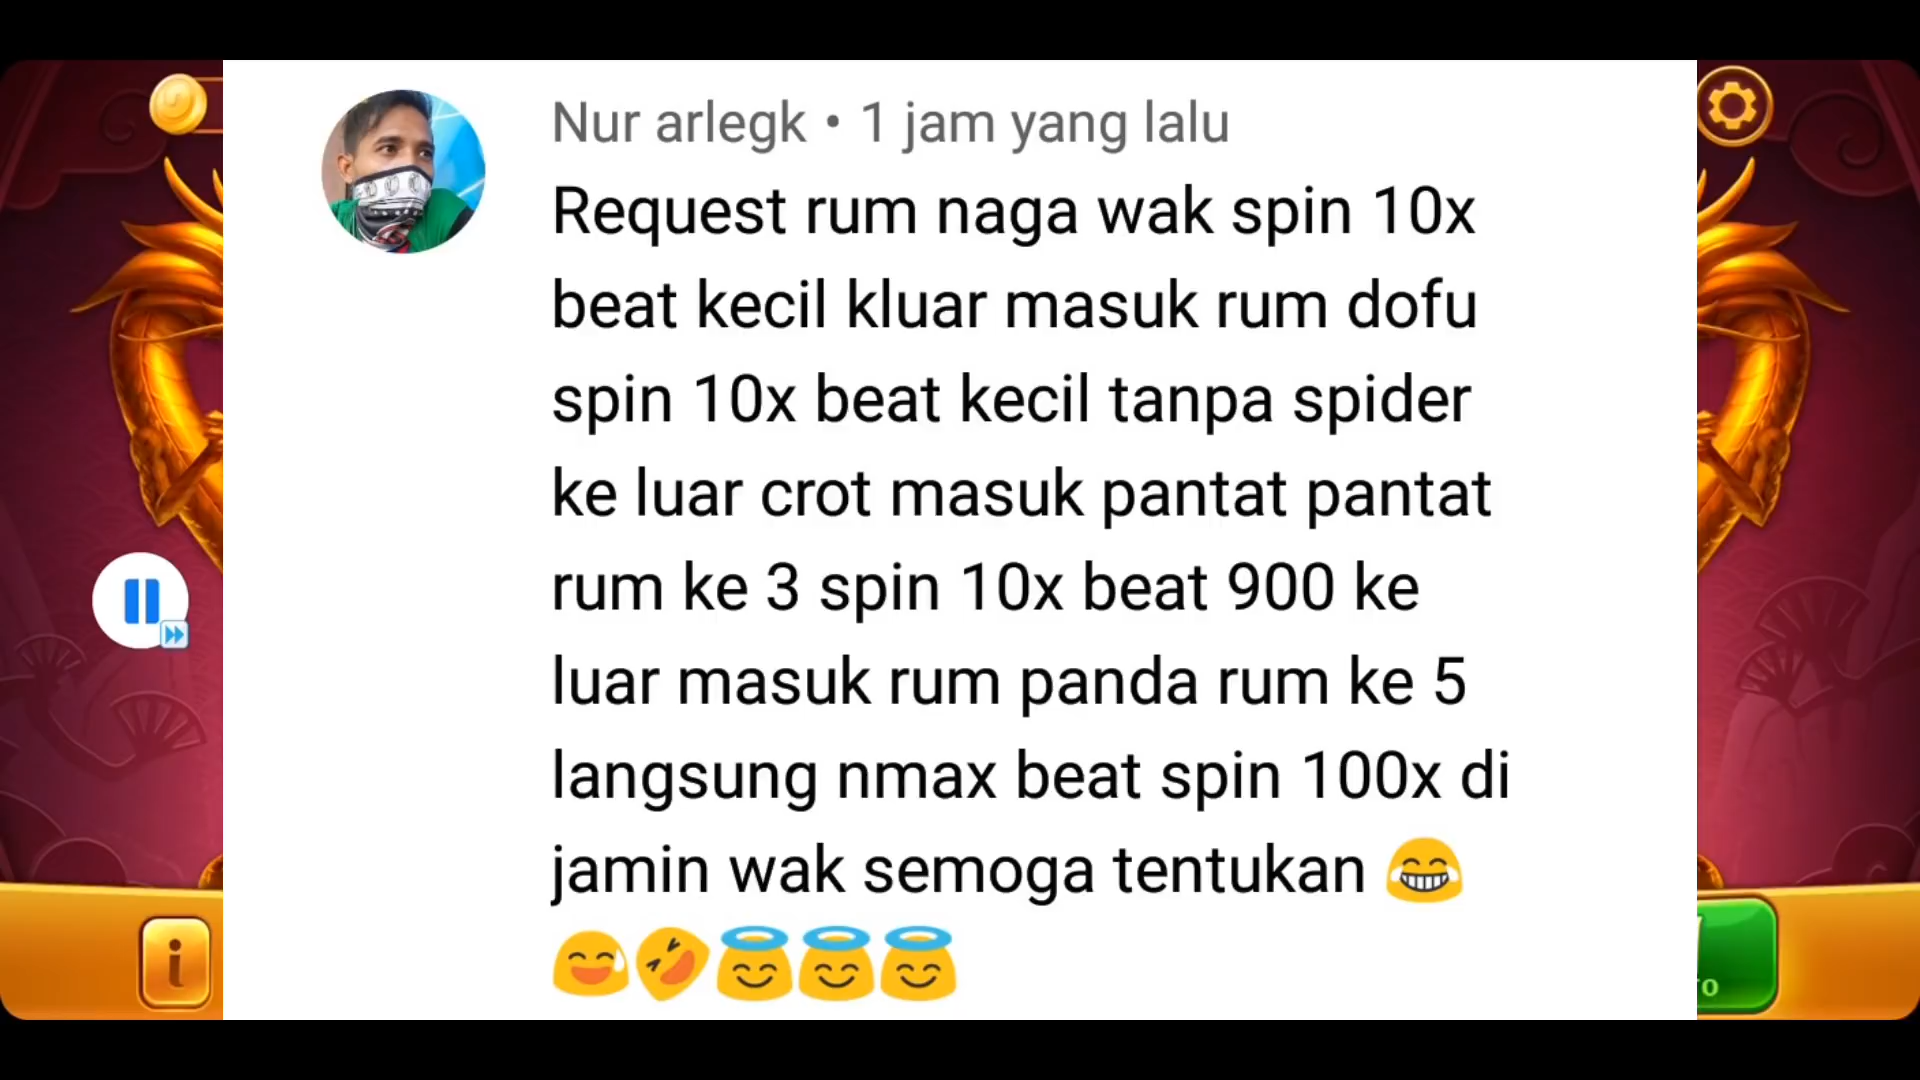 Nur arlegk • 1 jam yang lalu
Request rum naga wak spin 10x
beat kecil kluar masuk rum dofu
spin 10x beat kecil tanpa spider
ke luar crot masuk pantat pantat
rum ke 3 spin 10x beat 900 ke
luar masuk rum panda rum ke 5
langsung nmax beat spin 100x di
jamin wak semoga tentukan 😂
😅🤣😇😇😇
i